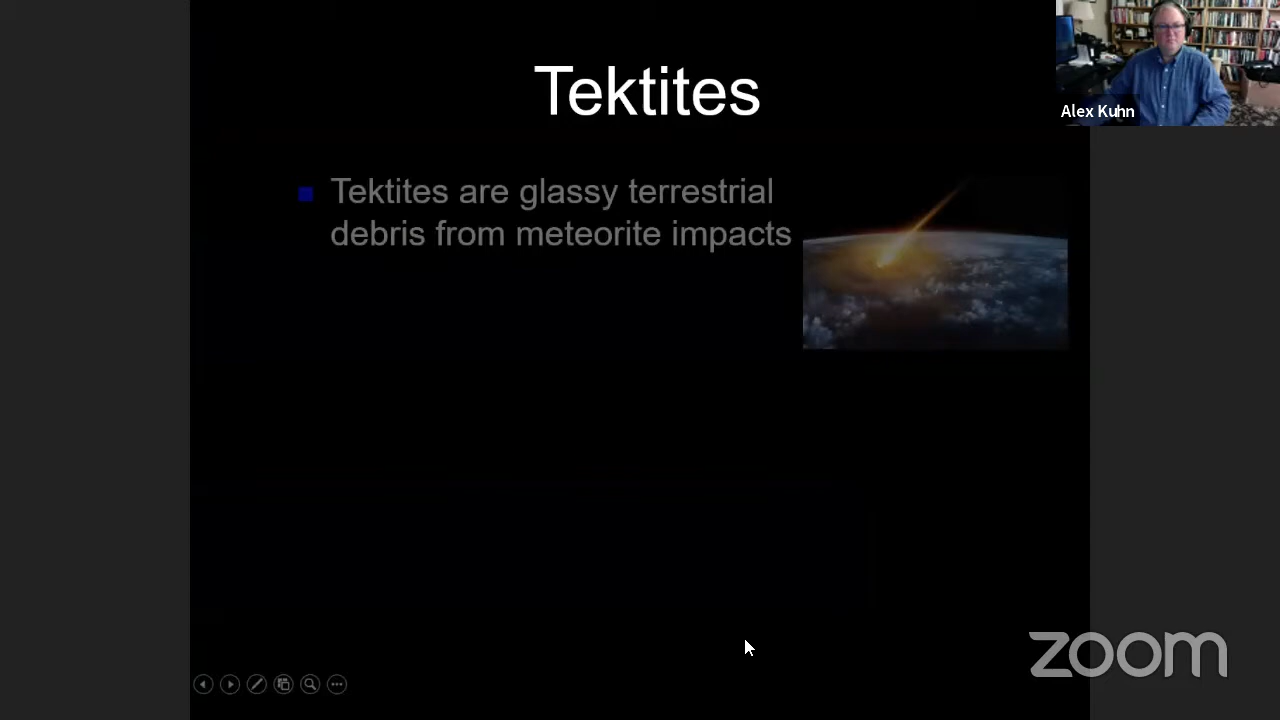 Tektites
Alex Kuhn
Tektites are glassy terrestrial
debris from meteorite impacts
zoom